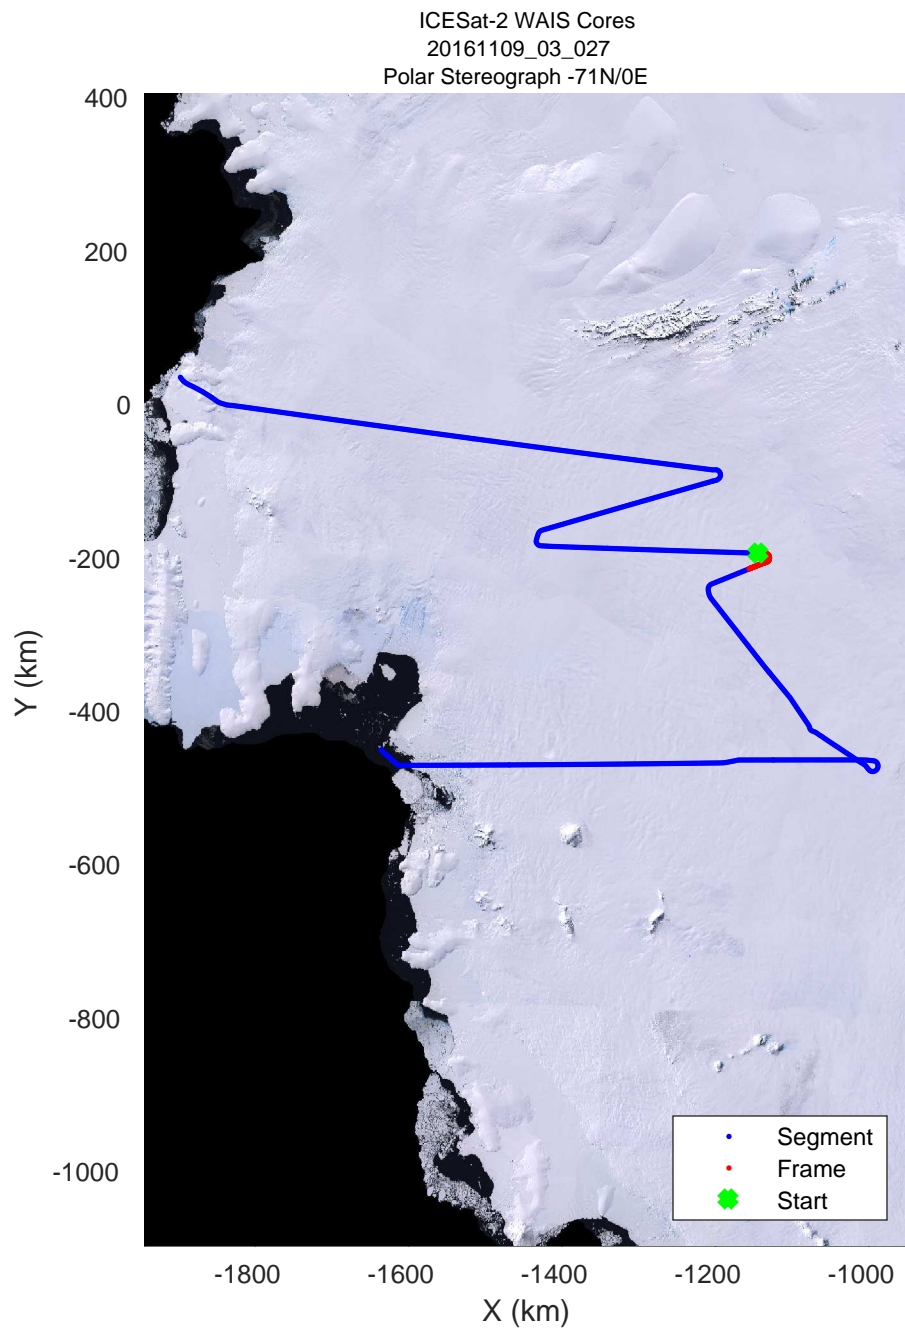 ICESat-2 WAIS Cores
20161109_03_027
Polar Stereograph -71N/0E
400
200
0
-200
-400
-600
-800
-1000
Y (km)
Segment
Frame
Start
-1800
-1600
-1400
-1200
-1000
X (km)